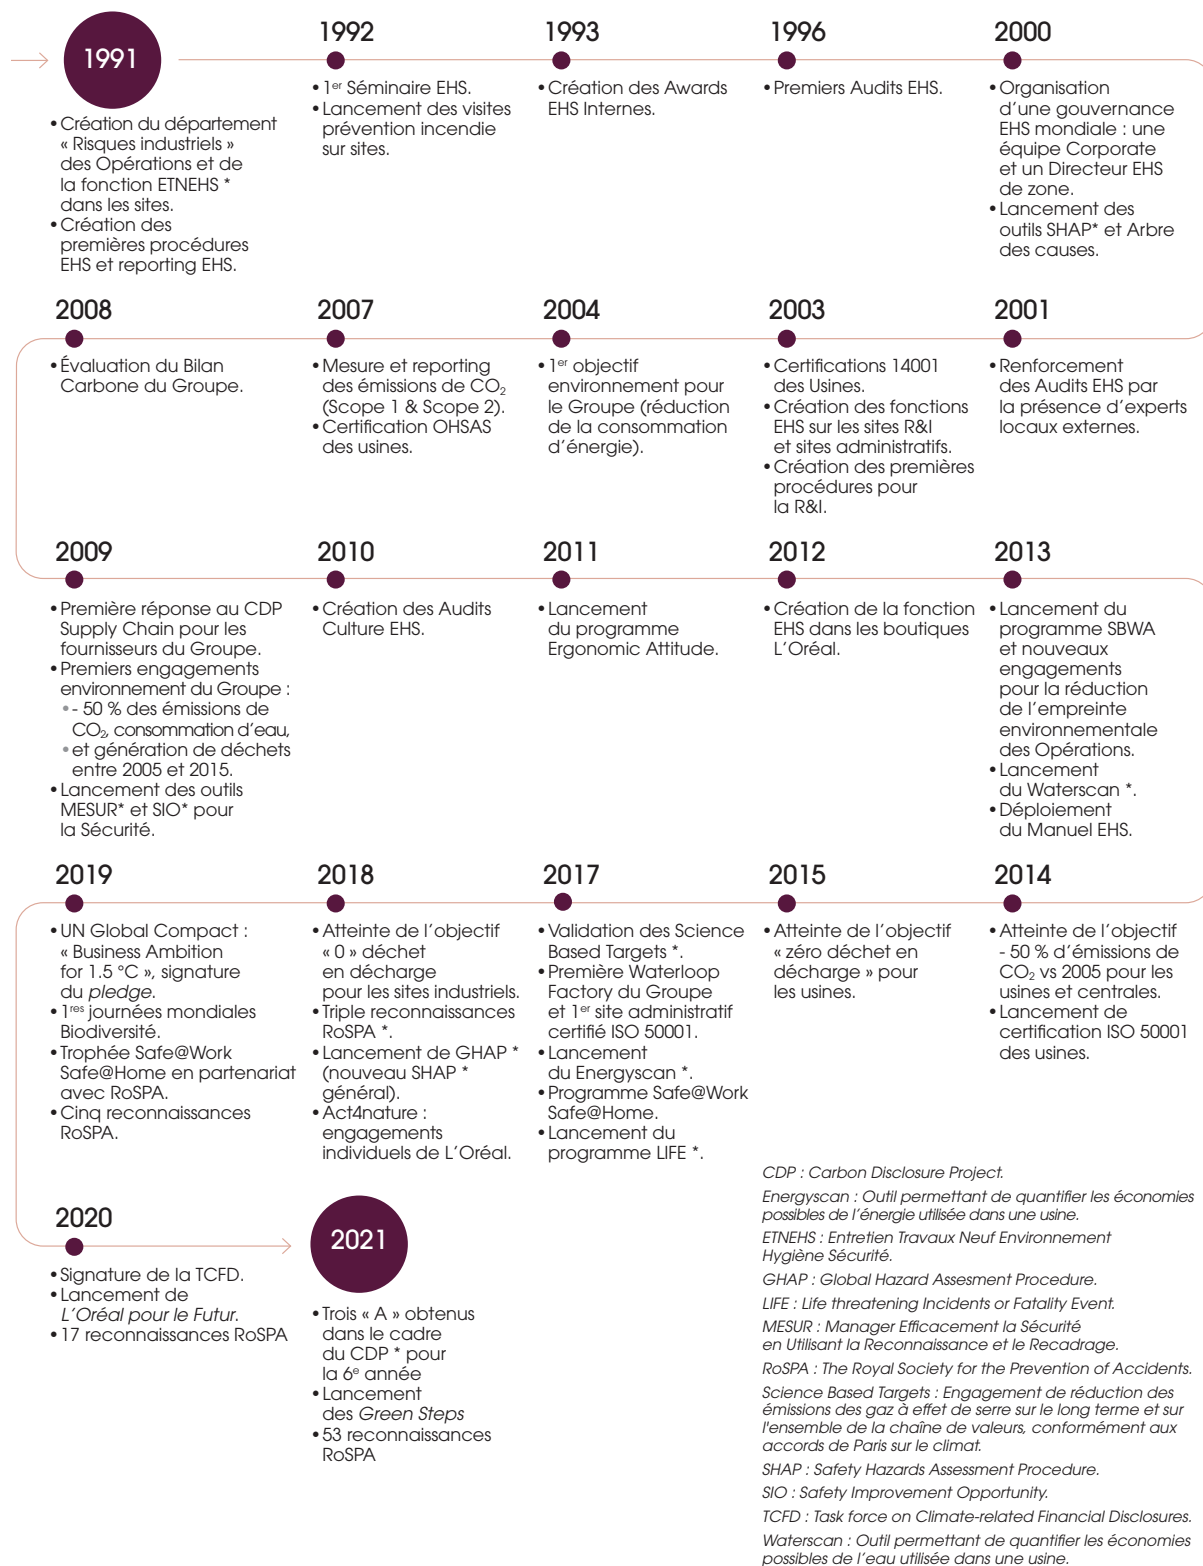 1991
• Création du département
« Risques industriels »
des Opérations et de
la fonction ETNEHS *
dans les sites.
• Création des
premières procédures
EHS et reporting EHS.
1992
• 1er Séminaire EHS.
• Lancement des visites
prévention incendie
sur sites.
1993
• Création des Awards
EHS Internes.
1996
• Premiers Audits EHS.
2000
• Organisation
d’une gouvernance
EHS mondiale : une
équipe Corporate
et un Directeur EHS
de zone.
• Lancement des
outils SHAP* et Arbre
des causes.
2001
• Renforcement
des Audits EHS par
la présence d’experts
locaux externes.
2003
• Certifications 14001
des Usines.
• Création des fonctions
EHS sur les sites R&I
et sites administratifs.
• Création des premières
procédures pour
la R&I.
2004
• 1er objectif
environnement pour
le Groupe (réduction
de la consommation
d’énergie).
2007
• Mesure et reporting
des émissions de CO2
(Scope 1 & Scope 2).
• Certification OHSAS
des usines.
2008
• Évaluation du Bilan
Carbone du Groupe.
2009
• Première réponse au CDP
Supply Chain pour les
fournisseurs du Groupe.
• Premiers engagements
environnement du Groupe :
• - 50 % des émissions de
CO2, consommation d’eau,
• et génération de déchets
entre 2005 et 2015.
• Lancement des outils
MESUR* et SIO* pour
la Sécurité.
2010
• Création des Audits
Culture EHS.
2011
• Lancement
du programme
Ergonomic Attitude.
2012
• Création de la fonction
EHS dans les boutiques
L’Oréal.
2013
• Lancement du
programme SBWA
et nouveaux
engagements
pour la réduction
de l’empreinte
environnementale
des Opérations.
• Lancement
du Waterscan *.
• Déploiement
du Manuel EHS.
2014
• Atteinte de l’objectif
- 50 % d’émissions de
CO2 vs 2005 pour les
usines et centrales.
• Lancement de
certification ISO 50001
des usines.
2015
• Atteinte de l’objectif
« zéro déchet en
décharge » pour
les usines.
2017
• Validation des Science
Based Targets *.
• Première Waterloop
Factory du Groupe
et 1er site administratif
certifié ISO 50001.
• Lancement
du Energyscan *.
• Programme Safe@Work
Safe@Home.
• Lancement du
programme LIFE *.
2018
• Atteinte de l’objectif
« 0 » déchet
en décharge
pour les sites industriels.
• Triple reconnaissances
RoSPA *.
• Lancement de GHAP *
(nouveau SHAP *
général).
• Act4nature :
engagements
individuels de L’Oréal.
2019
• UN Global Compact :
« Business Ambition
for 1.5 °C », signature
du pledge.
• 1res journées mondiales
Biodiversité.
• Trophée Safe@Work
Safe@Home en partenariat
avec RoSPA.
• Cinq reconnaissances
RoSPA.
2020
• Signature de la TCFD.
• Lancement de
L’Oréal pour le Futur.
• 17 reconnaissances RoSPA
2021
• Trois « A » obtenus
dans le cadre
du CDP * pour
la 6e année
• Lancement
des Green Steps
• 53 reconnaissances
RoSPA
CDP : Carbon Disclosure Project.
Energyscan : Outil permettant de quantifier les économies
possibles de l’énergie utilisée dans une usine.
ETNEHS : Entretien Travaux Neuf Environnement
Hygiène Sécurité.
GHAP : Global Hazard Assesment Procedure.
LIFE : Life threatening Incidents or Fatality Event.
MESUR : Manager Efficacement la Sécurité
en Utilisant la Reconnaissance et le Recadrage.
RoSPA : The Royal Society for the Prevention of Accidents.
Science Based Targets : Engagement de réduction des
émissions des gaz à effet de serre sur le long terme et sur
l'ensemble de la chaîne de valeurs, conformément aux
accords de Paris sur le climat.
SHAP : Safety Hazards Assessment Procedure.
SIO : Safety Improvement Opportunity.
TCFD : Task force on Climate-related Financial Disclosures.
Waterscan : Outil permettant de quantifier les économies
possibles de l’eau utilisée dans une usine.